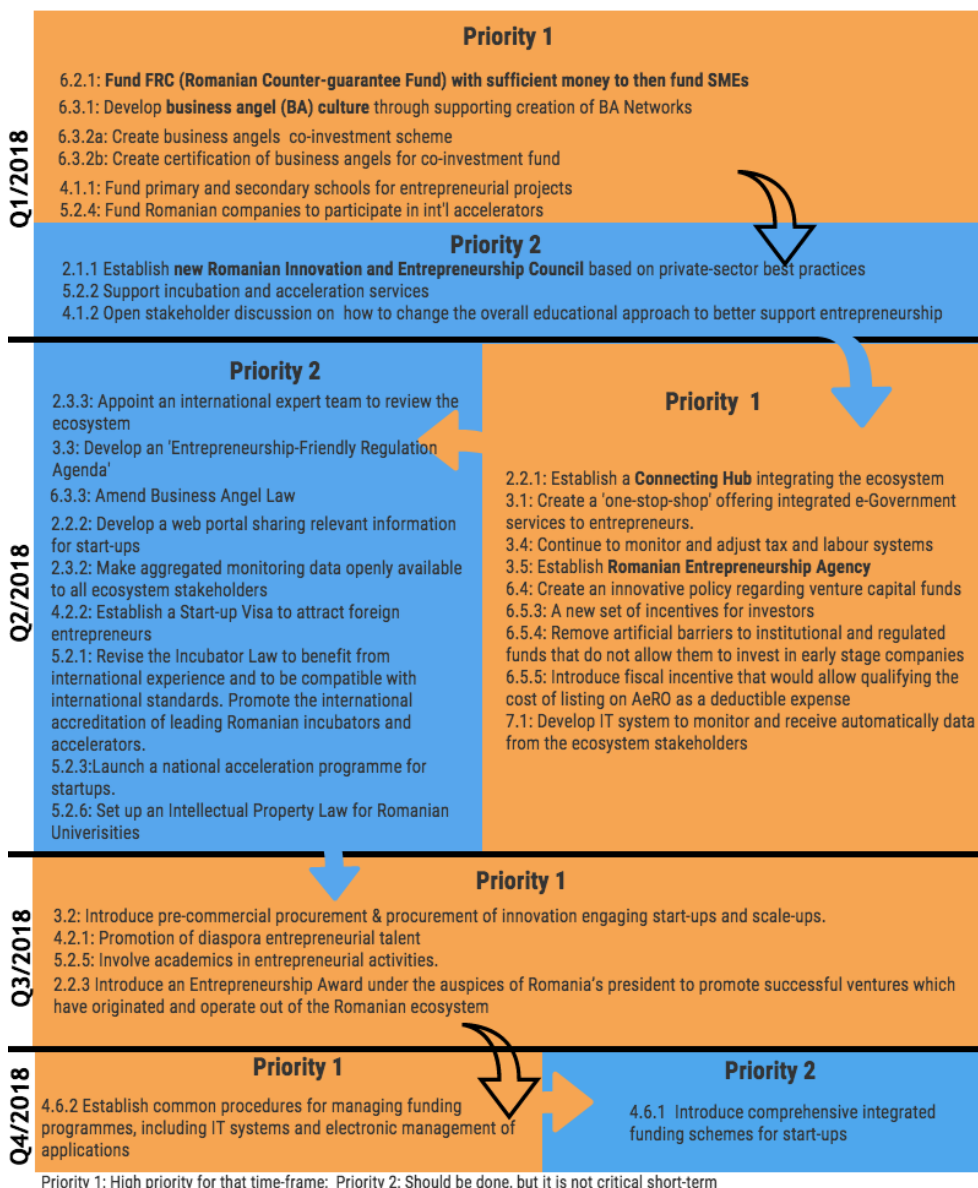 Q1/2018
Priority 1
6.2.1: Fund FRC (Romanian Counter-guarantee Fund) with sufficient money to then fund SMEs
6.3.1: Develop business angel (BA) culture through supporting creation of BA Networks
6.3.2a: Create business angels co-investment scheme
6.3.2b: Create certification of business angels for co-investment fund
4.1.1: Fund primary and secondary schools for entrepreneurial projects
5.2.4: Fund Romanian companies to participate in int'l accelerators
Priority 2
2.1.1 Establish new Romanian Innovation and Entrepreneurship Council based on private-sector best practices
5.2.2 Support incubation and acceleration services
4.1.2 Open stakeholder discussion on how to change the overall educational approach to better support entrepreneurship
Q2/2018
Priority 2
2.3.3: Appoint an international expert team to review the
ecosystem
3.3: Develop an 'Entrepreneurship-Friendly Regulation
Agenda'
6.3.3: Amend Business Angel Law
2.2.2: Develop a web portal sharing relevant information
for start-ups
2.3.2: Make aggregated monitoring data openly available
to all ecosystem stakeholders
4.2.2: Establish a Start-up Visa to attract foreign
entrepreneurs
5.2.1: Revise the Incubator Law to benefit from
international experience and to be compatible with
international standards. Promote the international
accreditation of leading Romanian incubators and
accelerators.
5.2.3:Launch a national acceleration programme for
startups.
5.2.6: Set up an Intellectual Property Law for Romanian
Univerisities
Priority 1
2.2.1: Establish a Connecting Hub integrating the ecosystem
3.1: Create a 'one-stop-shop' offering integrated e-Government
services to entrepreneurs.
3.4: Continue to monitor and adjust tax and labour systems
3.5: Establish Romanian Entrepreneurship Agency
6.4: Create an innovative policy regarding venture capital funds
6.5.3: A new set of incentives for investors
6.5.4: Remove artificial barriers to institutional and regulated
funds that do not allow them to invest in early stage companies
6.5.5: Introduce fiscal incentive that would allow qualifying the
cost of listing on AeRO as a deductible expense
7.1: Develop IT system to monitor and receive automatically data
from the ecosystem stakeholders
Q3/2018
Priority 1
3.2: Introduce pre-commercial procurement & procurement of innovation engaging start-ups and scale-ups.
4.2.1: Promotion of diaspora entrepreneurial talent
5.2.5: Involve academics in entrepreneurial activities.
2.2.3 Introduce an Entrepreneurship Award under the auspices of Romania's president to promote successful ventures which
have originated and operate out of the Romanian ecosystem
Q4/2018
Priority 1
4.6.2 Establish common procedures for managing funding
programmes, including IT systems and electronic management of
applications
Priority 2
4.6.1 Introduce comprehensive integrated
funding schemes for start-ups
Priority 1: High priority for that time-frame; Priority 2: Should be done, but it is not critical short-term